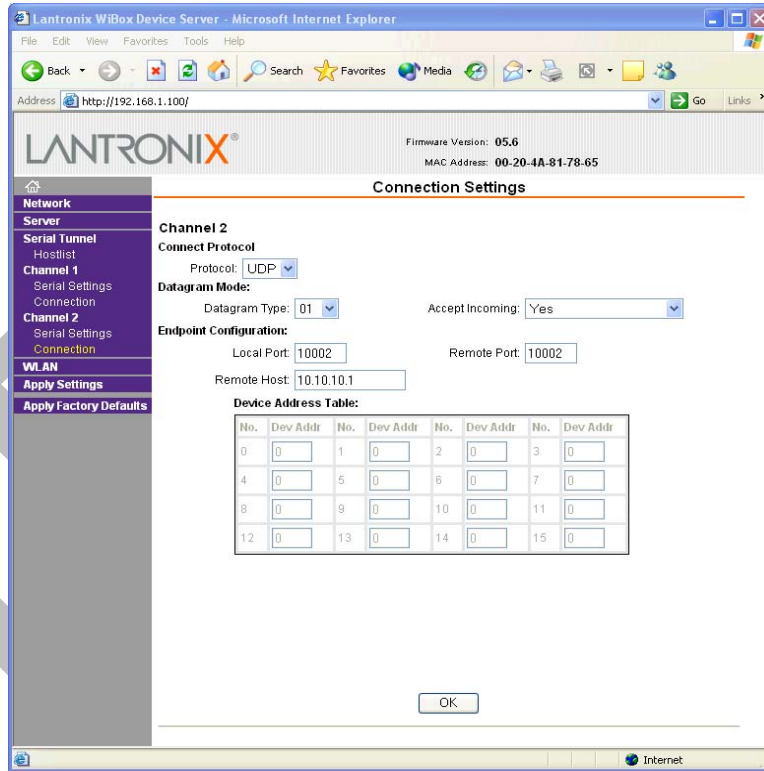 Lantronix WiBox Device Server - Microsoft Internet Explorer
File Edit View Favorites Tools Help
Back Search Favorites Media
Address http://192.168.1.100/ Go Links »
LANTRONIX®
Firmware Version: 05.6
MAC Address: 00-20-4A-81-78-65
Network
Server
Serial Tunnel
Hostlist
Channel 1
Serial Settings
Connection
Channel 2
Serial Settings
Connection
WLAN
Apply Settings
Apply Factory Defaults
Connection Settings
Channel 2
Connect Protocol
Protocol: UDP
Datagram Mode:
Datagram Type: 01 Accept Incoming: Yes
Endpoint Configuration:
Local Port: 10002 Remote Port: 10002
Remote Host: 10.10.10.1
Device Address Table:
No. Dev Addr No. Dev Addr No. Dev Addr No. Dev Addr
0 0 1 0 2 0 3 0
4 0 5 0 6 0 7 0
8 0 9 0 10 0 11 0
12 0 13 0 14 0 15 0
OK
Internet